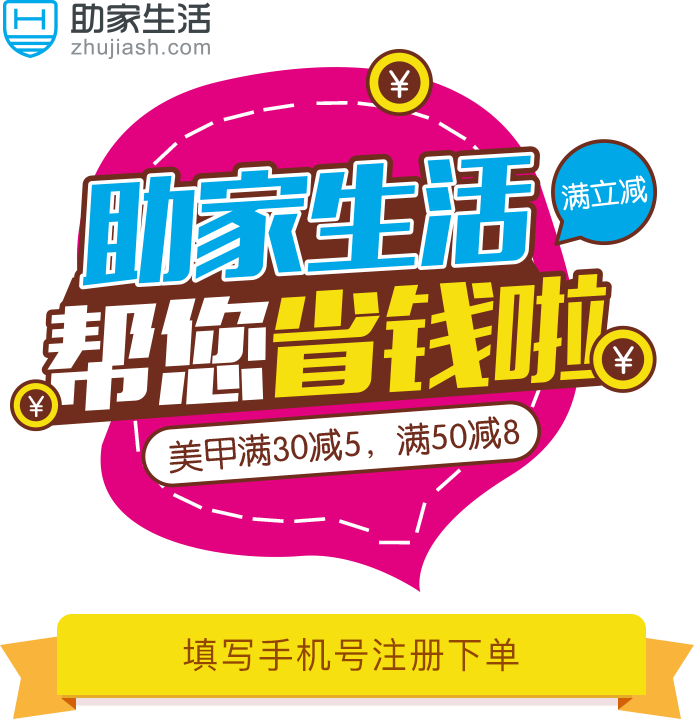 助家生活
zhujiash.com
¥
助家生活
满立减
帮您省钱啦
¥
¥
美甲满30减5，满50减8
填写手机号注册下单